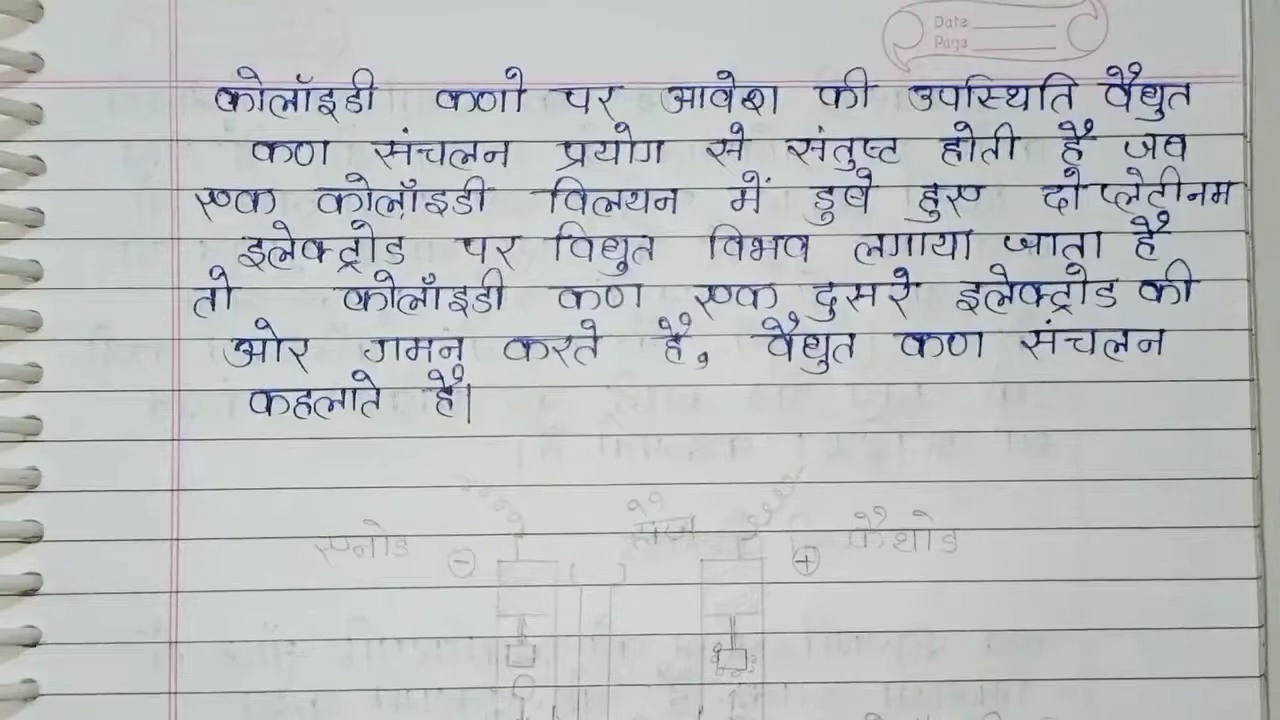 Date
Page
कोलॉइडी कणो पर आवेश की उपस्थिति वैद्युत
कण संचलन प्रयोग से संतुष्ट होती है जब
एक कोलॉइडी विलयन में डुबे हुए दो प्लेटीनम
इलेक्ट्रोड पर विद्युत विभव लगाया जाता है
तो कोलॉइडी कण एक दुसरे इलेक्ट्रोड की
ओर गमन करते है, वैद्युत कण संचलन
कहलाते है।
एनोड - + कैथोड